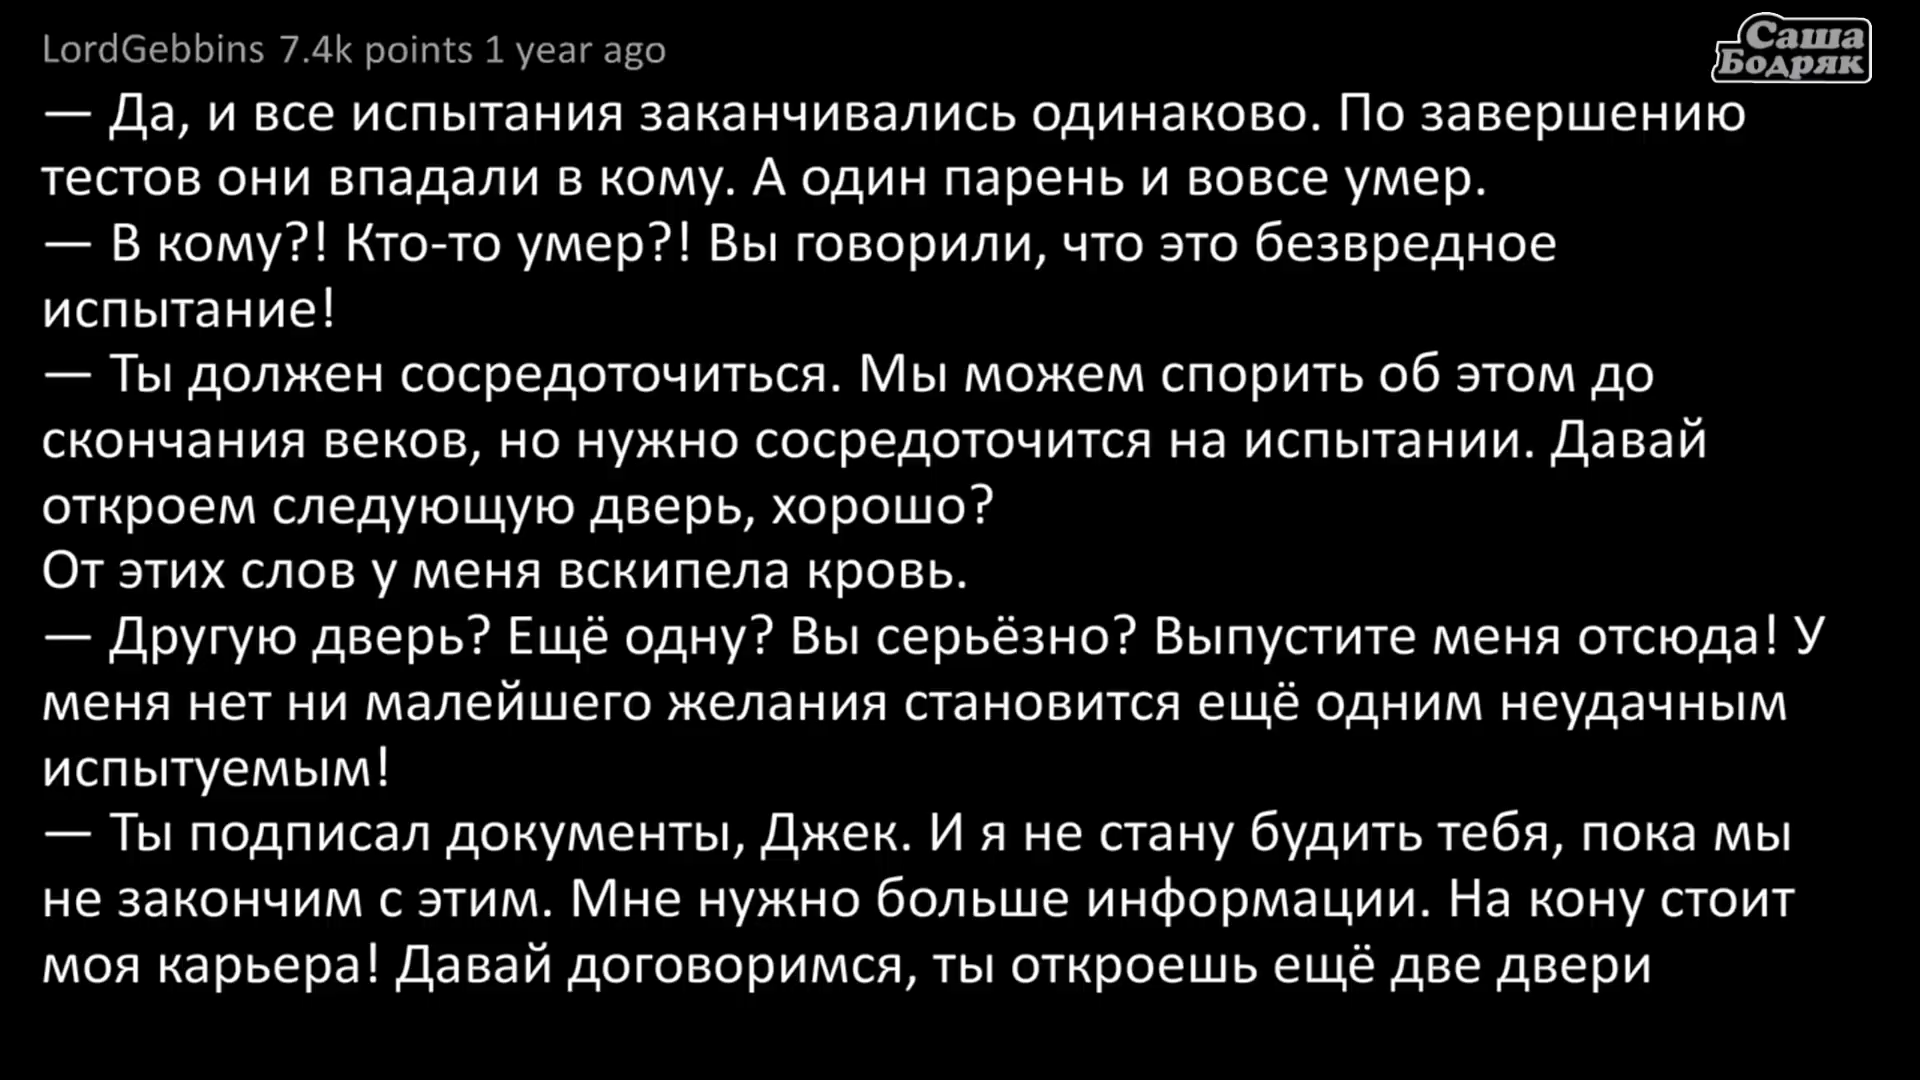 LordGebbins 7.4k points 1 year ago
Саша
Бодряк
— Да, и все испытания заканчивались одинаково. По завершению
тестов они впадали в кому. А один парень и вовсе умер.
— В кому?! Кто-то умер?! Вы говорили, что это безвредное
испытание!
— Ты должен сосредоточиться. Мы можем спорить об этом до
скончания веков, но нужно сосредоточится на испытании. Давай
откроем следующую дверь, хорошо?
От этих слов у меня вскипела кровь.
— Другую дверь? Ещё одну? Вы серьёзно? Выпустите меня отсюда! У
меня нет ни малейшего желания становится ещё одним неудачным
испытуемым!
— Ты подписал документы, Джек. И я не стану будить тебя, пока мы
не закончим с этим. Мне нужно больше информации. На кону стоит
моя карьера! Давай договоримся, ты откроешь ещё две двери